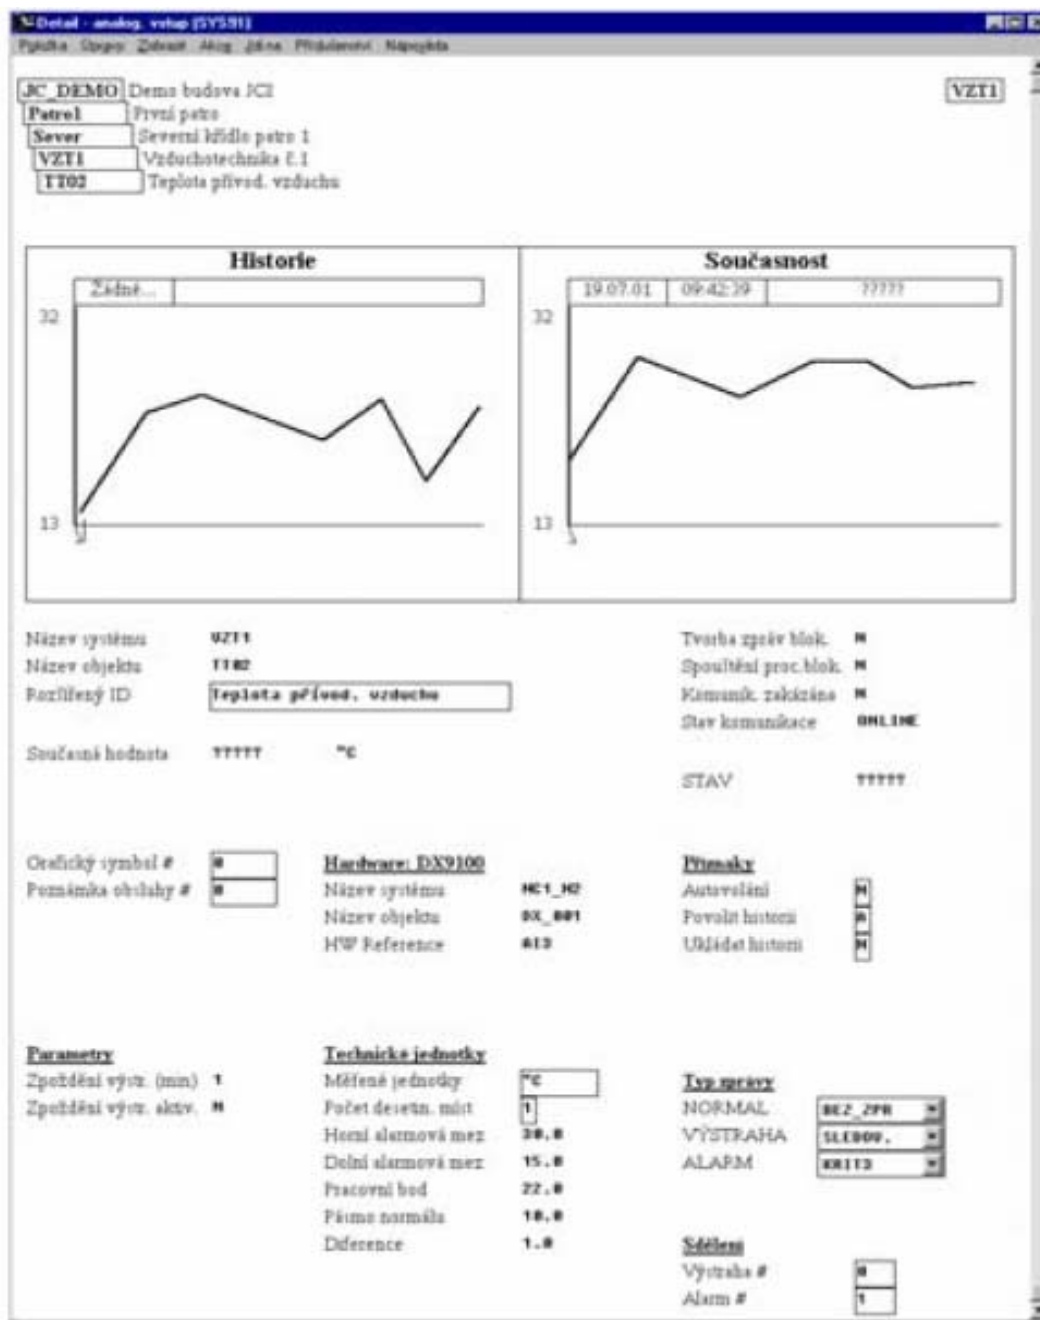 Detail - analog. vstup (SYS91)
Položka Úpravy Zobrazit Akce Jdi na Příslušenství Nápověda
JC_DEMO Demo budova JCI VZT1
Patro1 První patro
Sever Severní křídlo patro 1
VZT1 Vzduchotechnika č.1
TT02 Teplota přívod. vzduchu
Historie Současnost
Žádné... 19.07.01 09:42:39 ?????
32 32
13 13
Název systému VZT1 Tvorba zpráv blok. N
Název objektu TT02 Spouštění proc.blok. N
Rozšířený ID Teplota přívod. vzduchu Komunik. zakázána N
Stav komunikace ONLINE
Současná hodnota ????? °C
STAV ?????
Grafický symbol # 0 Hardware: DX9100 Příznaky
Poznámka obsluhy # 0 Název systému NC1_N2 Autovolání N
Název objektu DX_001 Povolit historii A
HW Reference AI3 Ukládat historii N
Parametry Technické jednotky
Zpoždění výstr. (min) 1 Měřené jednotky °C Typ zprávy
Zpoždění výstr. aktiv. N Počet desetin. míst 1 NORMAL BEZ_ZPR
Horní alarmová mez 30.0 VÝSTRAHA SLEDOV.
Dolní alarmová mez 15.0 ALARM KRIT3
Pracovní bod 22.0
Pásmo normálu 10.0
Diference 1.0 Sdělení
Výstraha # 0
Alarm # 1